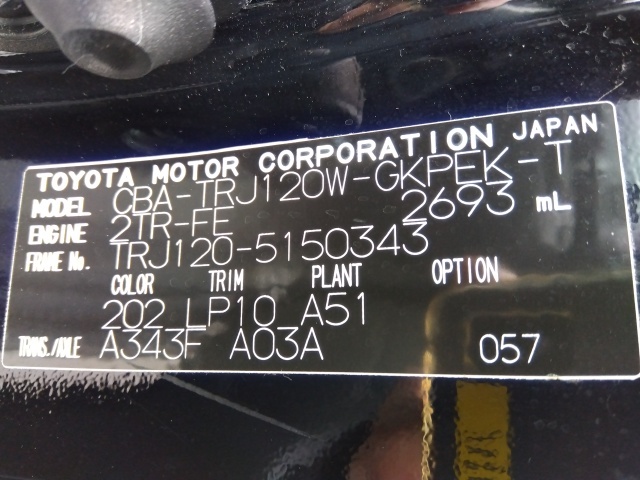 TOYOTA MOTOR CORPORATION JAPAN
MODEL CBA-TRJ120W-GKPEK-T
ENGINE 2TR-FE 2693 mL
FRAME No. TRJ120-5150343
COLOR TRIM PLANT OPTION
202 LP10 A51
TRANS./AXLE A343F A03A 057